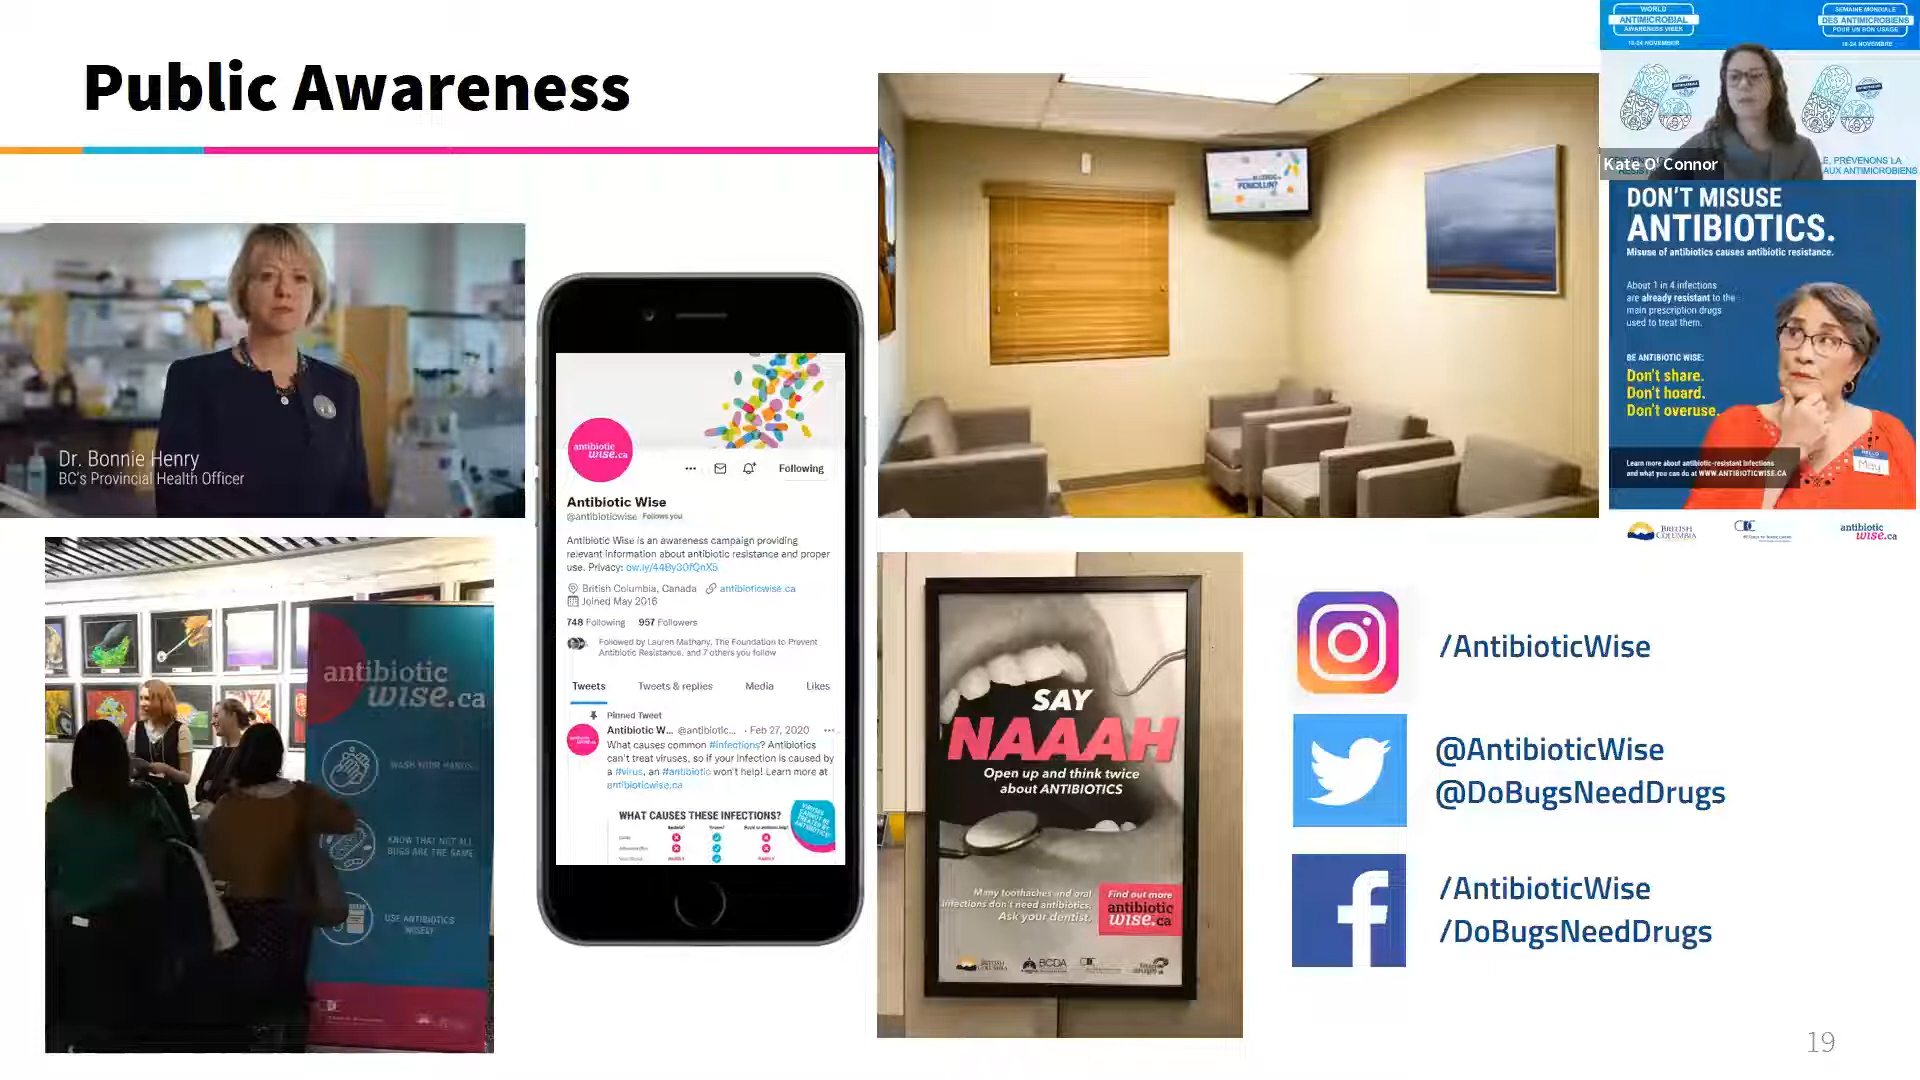 Public Awareness
WORLD
ANTIMICROBIAL
AWARENESS WEEK
18-24 NOVEMBER
SEMAINE MONDIALE
DES ANTIMICROBIENS
POUR UN BON USAGE
18-24 NOVEMBRE
Kate O' Connor
E, PRÉVENONS LA
AUX ANTIMICROBIENS
PENICILLIN?
DON'T MISUSE
ANTIBIOTICS.
Misuse of antibiotics causes antibiotic resistance.
About 1 in 4 infections
are already resistant to the
main prescription drugs
used to treat them.
BE ANTIBIOTIC WISE:
Don't share.
Don't hoard.
Don't overuse.
HELLO
May
Learn more about antibiotic-resistant infections
and what you can do at WWW.ANTIBIOTICWISE.CA
BRITISH
COLUMBIA
antibiotic
wise.ca
Dr. Bonnie Henry
BC's Provincial Health Officer
antibiotic
wise.ca
Following
Antibiotic Wise
@antibioticwise Follows you
Antibiotic Wise is an awareness campaign providing
relevant information about antibiotic resistance and proper
use. Privacy: ow.ly/44By30fQnX5
British Columbia, Canada antibioticwise.ca
Joined May 2016
748 Following 957 Followers
Followed by Lauren Mathany, The Foundation to Prevent
Antibiotic Resistance, and 7 others you follow
Tweets Tweets & replies Media Likes
Pinned Tweet
Antibiotic W... @antibiotic... · Feb 27, 2020
What causes common #infections? Antibiotics
can't treat viruses, so if your infection is caused by
a #virus, an #antibiotic won't help! Learn more at
antibioticwise.ca
WHAT CAUSES THESE INFECTIONS?
VIRUSES
CANNOT BE
TREATED BY
ANTIBIOTICS!
antibiotic
wise.ca
WASH YOUR HANDS...
KNOW THAT NOT ALL
BUGS ARE THE SAME
USE ANTIBIOTICS
WISELY
SAY
NAAAH
Open up and think twice
about ANTIBIOTICS
Many toothaches and oral
infections don't need antibiotics.
Ask your dentist.
Find out more
antibiotic
wise.ca
BRITISH
COLUMBIA
BCDA
/AntibioticWise
@AntibioticWise
@DoBugsNeedDrugs
/AntibioticWise
/DoBugsNeedDrugs
19